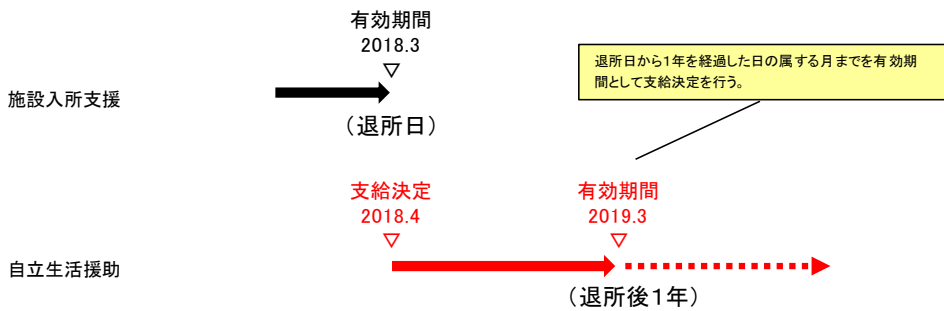 有効期間
2018.3
▽
退所日から1年を経過した日の属する月までを有効期
間として支給決定を行う。
施設入所支援
（退所日）
支給決定
2018.4
▽
有効期間
2019.3
▽
自立生活援助
（退所後１年）